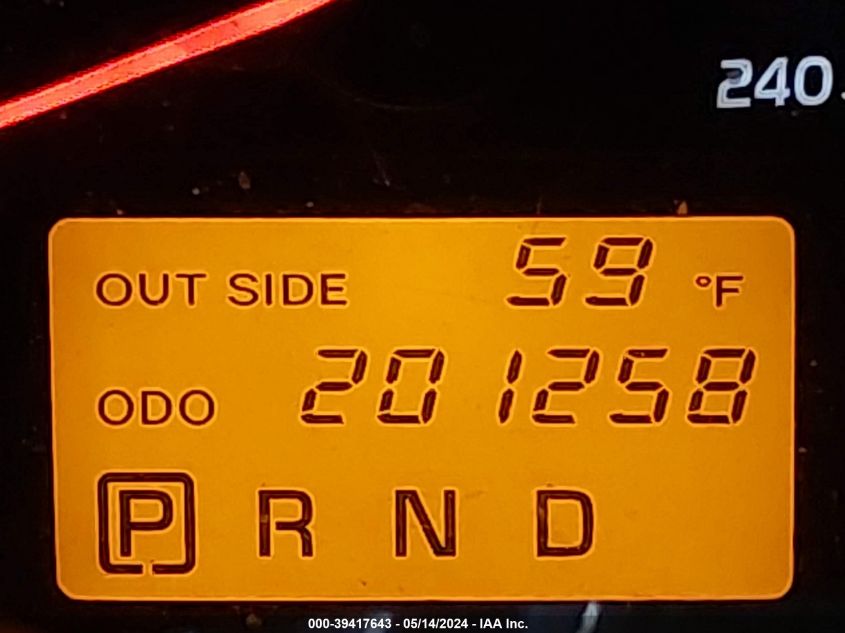 240
OUT SIDE 59 °F
ODO 201258
P R N D
000-39417643 - 05/14/2024 - IAA Inc.